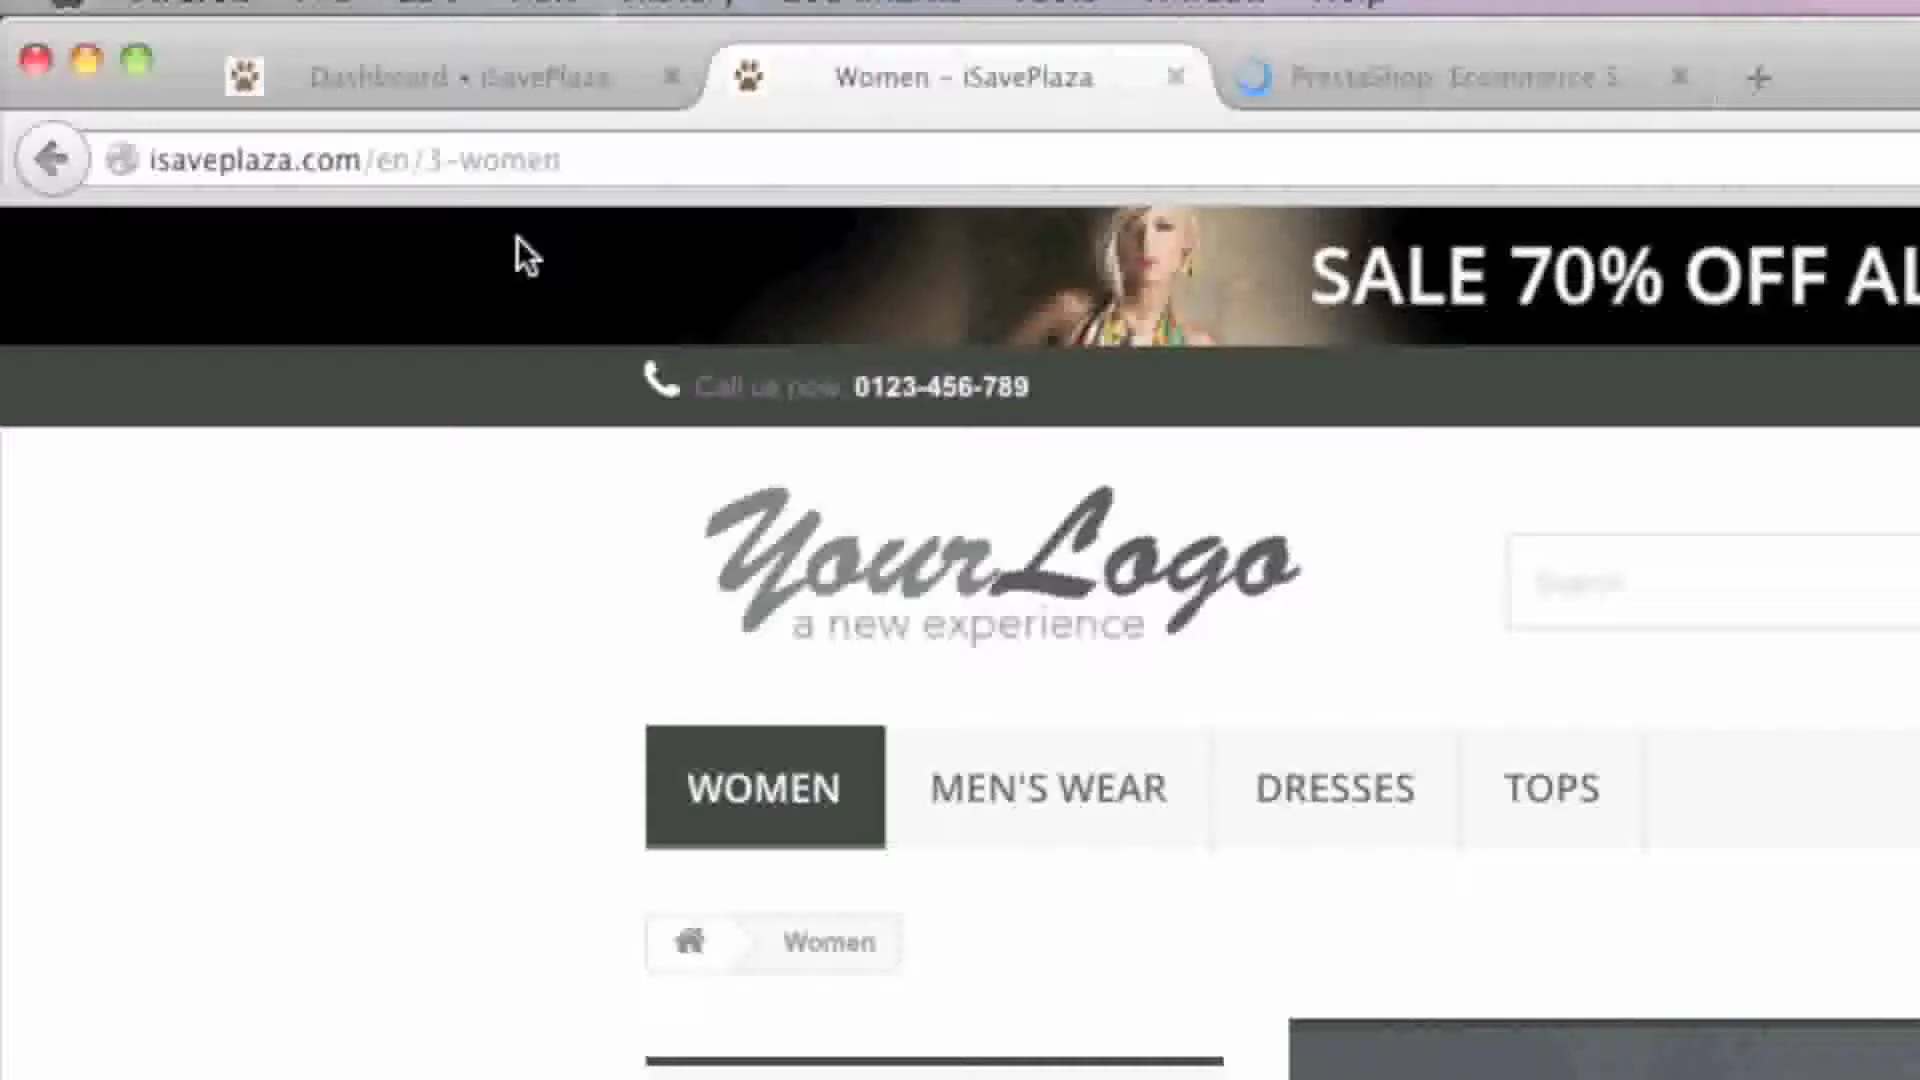 Dashboard • iSavePlaza
Women - iSavePlaza
PrestaShop Ecommerce S
isaveplaza.com/en/3-women
SALE 70% OFF AL
Call us now 0123-456-789
YourLogo
a new experience
Search
WOMEN
MEN'S WEAR
DRESSES
TOPS
Women